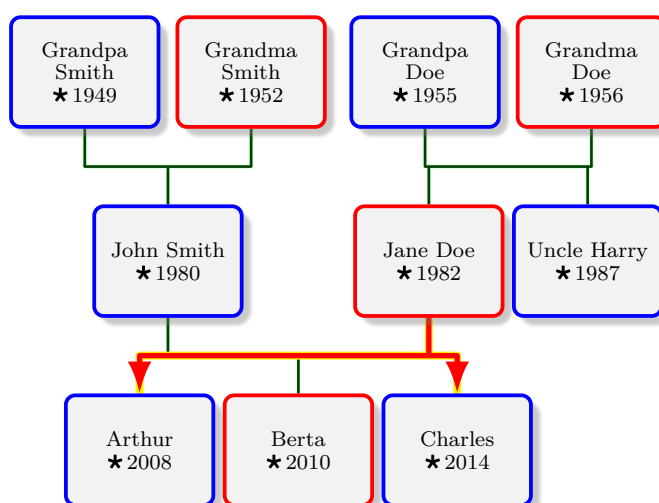 Grandpa
Smith
★ 1949
Grandma
Smith
★ 1952
Grandpa
Doe
★ 1955
Grandma
Doe
★ 1956
John Smith
★ 1980
Jane Doe
★ 1982
Uncle Harry
★ 1987
Arthur
★ 2008
Berta
★ 2010
Charles
★ 2014